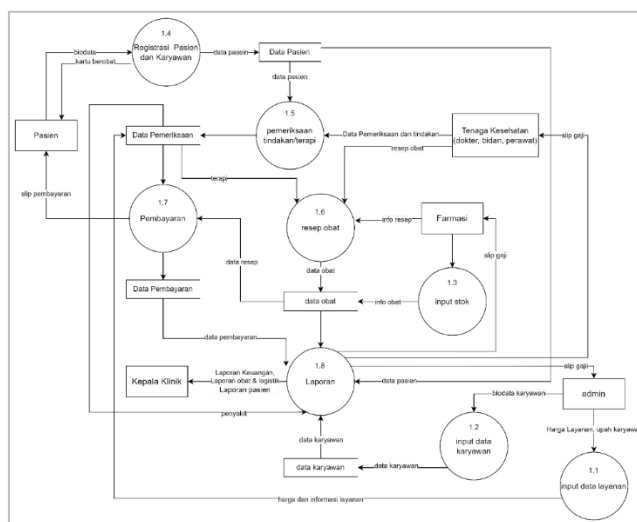 1.4
Registrasi Pasien
dan Karyawan
biodata
kartu berobat
data pasein
Data Pasien
data pasien
Pasien
Data Pemeriksaan
1.5
pemeriksaan
tindakan/terapi
Data Pemeriksaan dan tindakan
resep obat
Tenaga Kesehatan
(dokter, bidan, perawat)
slip gaji
slip pembayaran
terapi
1.7
Pembayaran
1.6
resep obat
info resep
Farmasi
data resep
data obat
slip gaji
1.3
input stok
Data Pembayaran
data obat
info obat
data pembayaran
1.8
Laporan
Kepala Klinik
Laporan Keuangan,
Laporan obat & logistik
Laporan pasien
data pasien
slip gaji
admin
penyakit
biodata karyawan
data karyawan
1.2
input data
karyawan
Harga Layanan, upah karyawan
data karyawan
data karyawan
1.1
input data layanan
harga dan informasi layanan